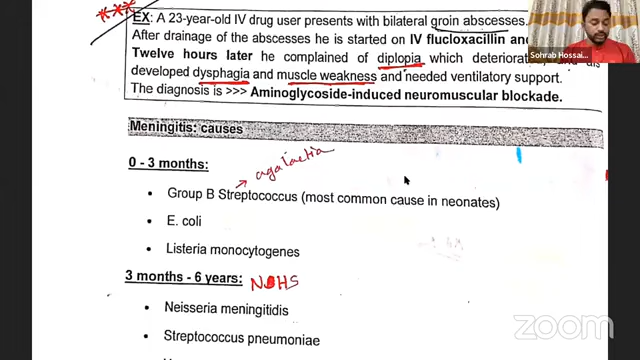 ***
EX: A 23-year-old IV drug user presents with bilateral groin abscesses.
After drainage of the abscesses he is started on IV flucloxacillin and
Twelve hours later he complained of diplopia which deteriorat
developed dysphagia and muscle weakness and needed ventilatory support.
The diagnosis is >>> Aminoglycoside-induced neuromuscular blockade.
Sohrab Hossai...
Meningitis: causes
agalactia
0 - 3 months:
• Group B Streptococcus (most common cause in neonates)
• E. coli
• Listeria monocytogenes
3 months - 6 years: NHS
• Neisseria meningitidis
• Streptococcus pneumoniae
zoom